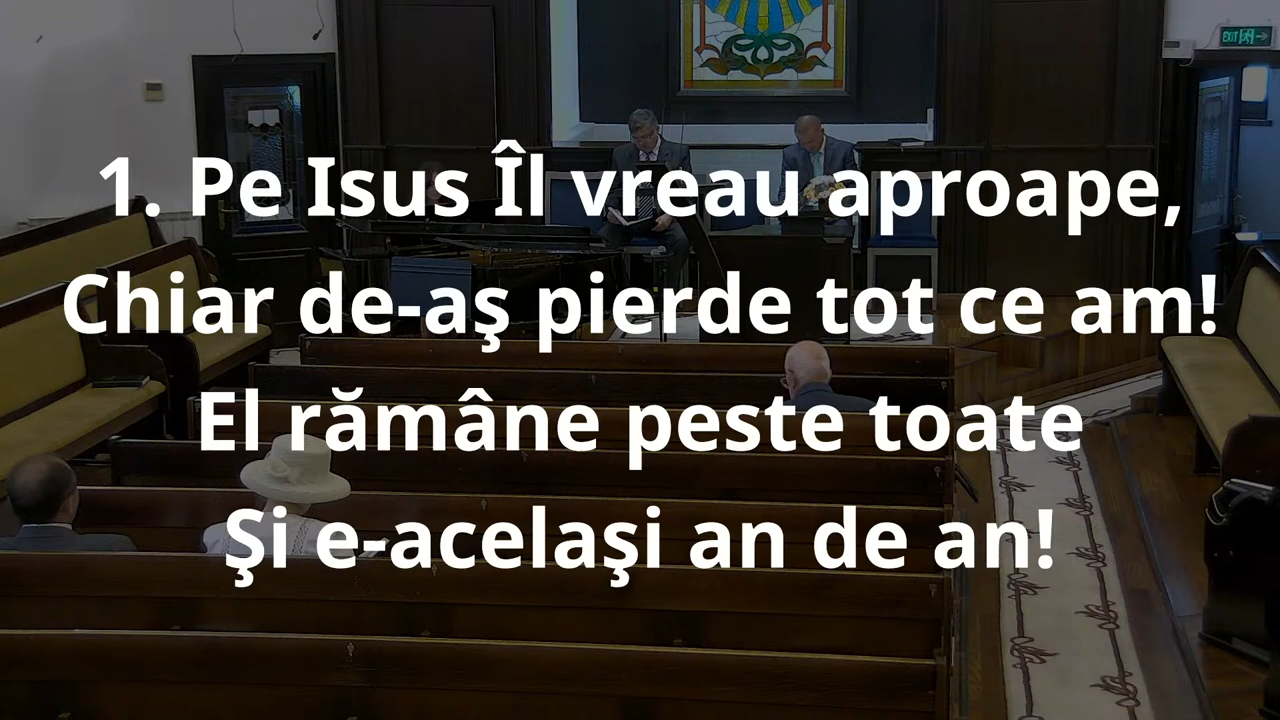 EXIT
1. Pe Isus Îl vreau aproape,
Chiar de-aş pierde tot ce am!
El rămâne peste toate
Şi e-acelaşi an de an!